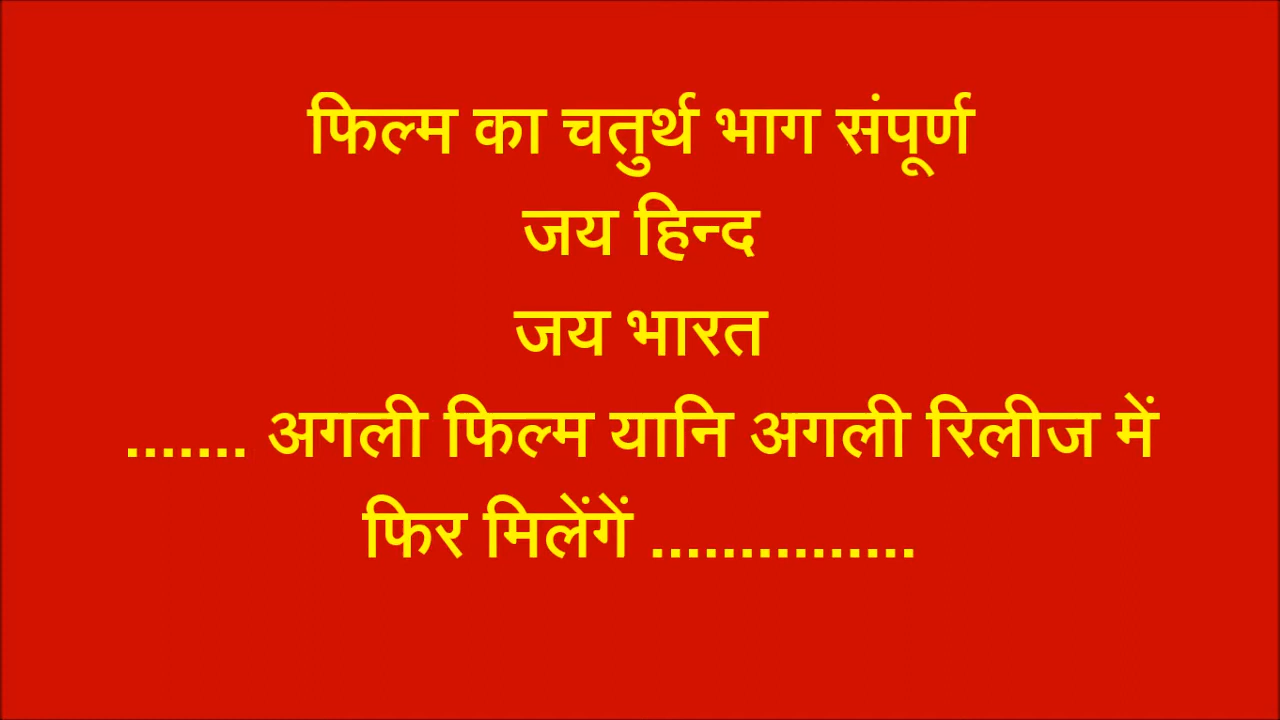 फिल्म का चतुर्थ भाग संपूर्ण
जय हिन्द
जय भारत
....... अगली फिल्म यानि अगली रिलीज में
फिर मिलेंगें ...............